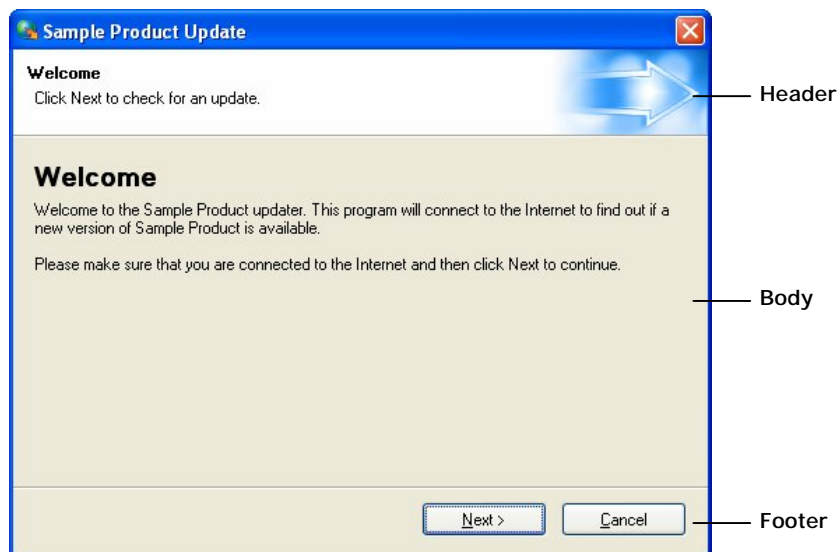 Sample Product Update
Welcome
Click Next to check for an update.
Header
Welcome
Welcome to the Sample Product updater. This program will connect to the Internet to find out if a
new version of Sample Product is available.
Please make sure that you are connected to the Internet and then click Next to continue.
Body
Next >
Cancel
Footer